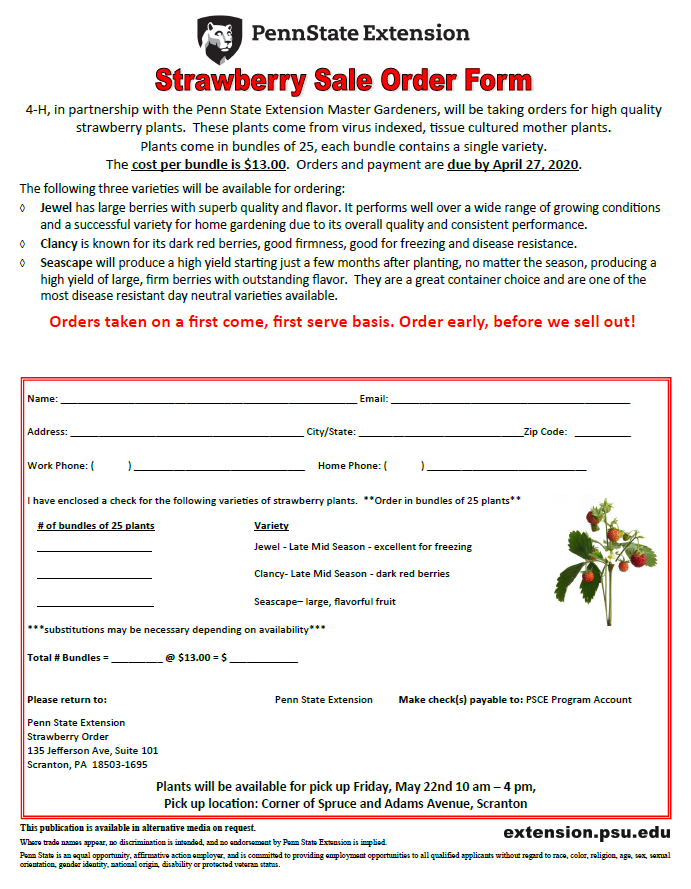 PennState Extension
Strawberry Sale Order Form
4-H, in partnership with the Penn State Extension Master Gardeners, will be taking orders for high quality
strawberry plants.  These plants come from virus indexed, tissue cultured mother plants.
Plants come in bundles of 25, each bundle contains a single variety.
The cost per bundle is $13.00.  Orders and payment are due by April 27, 2020.
The following three varieties will be available for ordering:
◊ Jewel has large berries with superb quality and flavor. It performs well over a wide range of growing conditions
and a successful variety for home gardening due to its overall quality and consistent performance.
◊ Clancy is known for its dark red berries, good firmness, good for freezing and disease resistance.
◊ Seascape will produce a high yield starting just a few months after planting, no matter the season, producing a
high yield of large, firm berries with outstanding flavor.  They are a great container choice and are one of the
most disease resistant day neutral varieties available.
Orders taken on a first come, first serve basis. Order early, before we sell out!
Name: ____________________ Email: ____________________
Address: ____________________ City/State: ____________________Zip Code: __________
Work Phone: (     ) ____________________ Home Phone: (     ) ____________________
I have enclosed a check for the following varieties of strawberry plants.  **Order in bundles of 25 plants**
# of bundles of 25 plants Variety
____________________ Jewel - Late Mid Season - excellent for freezing
____________________ Clancy- Late Mid Season - dark red berries
____________________ Seascape– large, flavorful fruit
***substitutions may be necessary depending on availability***
Total # Bundles = _________ @ $13.00 = $ ____________
Please return to: Penn State Extension Make check(s) payable to: PSCE Program Account
Penn State Extension
Strawberry Order
135 Jefferson Ave, Suite 101
Scranton, PA  18503-1695
Plants will be available for pick up Friday, May 22nd 10 am – 4 pm,
Pick up location: Corner of Spruce and Adams Avenue, Scranton
This publication is available in alternative media on request.
extension.psu.edu
Where trade names appear, no discrimination is intended, and no endorsement by Penn State Extension is implied.
Penn State is an equal opportunity, affirmative action employer, and is committed to providing employment opportunities to all qualified applicants without regard to race, color, religion, age, sex, sexual
orientation, gender identity, national origin, disability or protected veteran status.